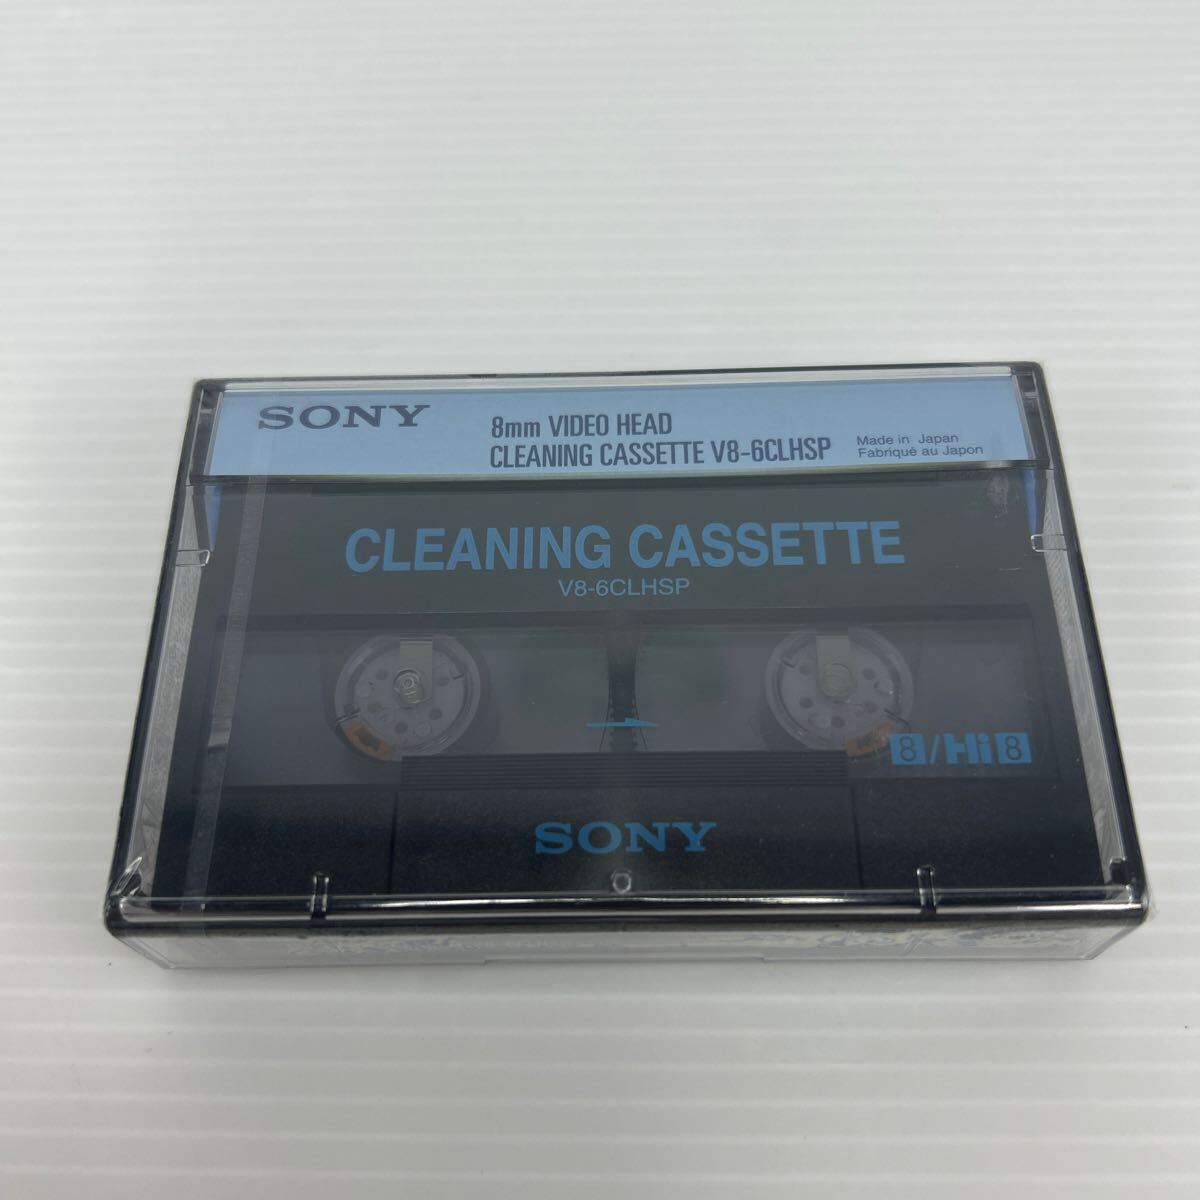 SONY
8mm VIDEO HEAD
CLEANING CASSETTE V8-6CLHSP
Made in Japan
Fabriqué au Japon
CLEANING CASSETTE
V8-6CLHSP
8/Hi8
SONY